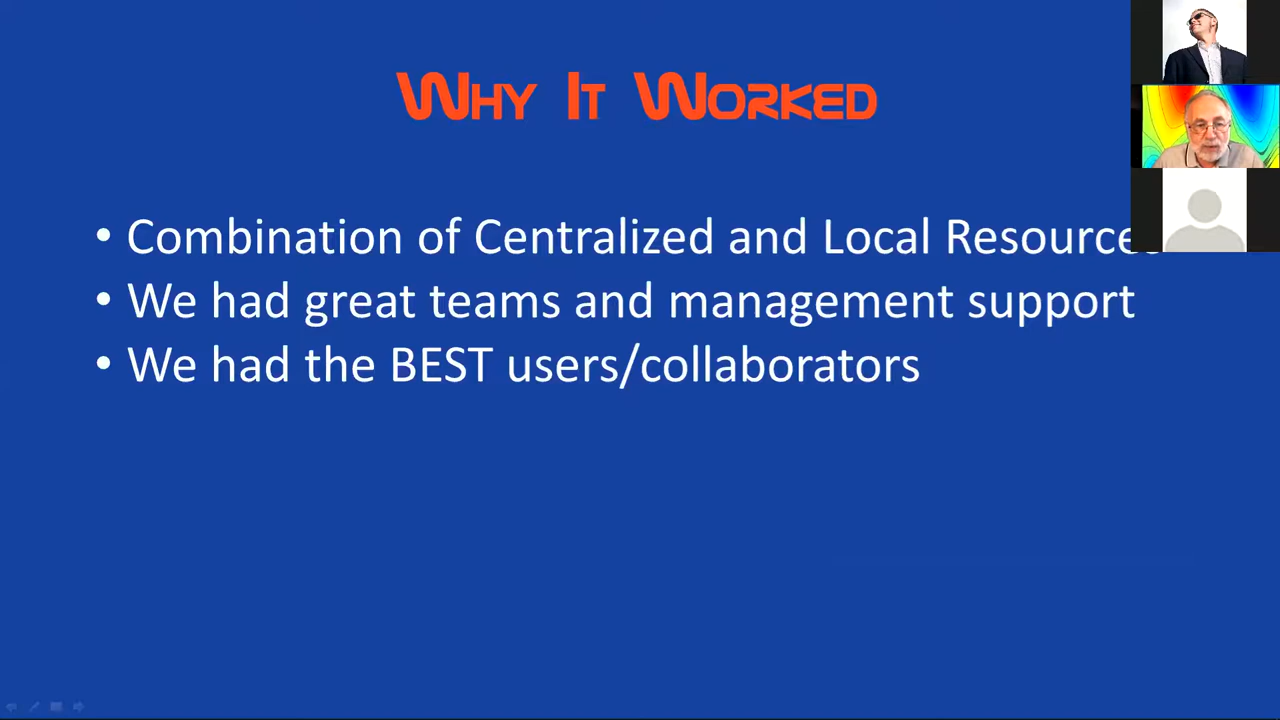 Why It Worked
• Combination of Centralized and Local Resources
• We had great teams and management support
• We had the BEST users/collaborators